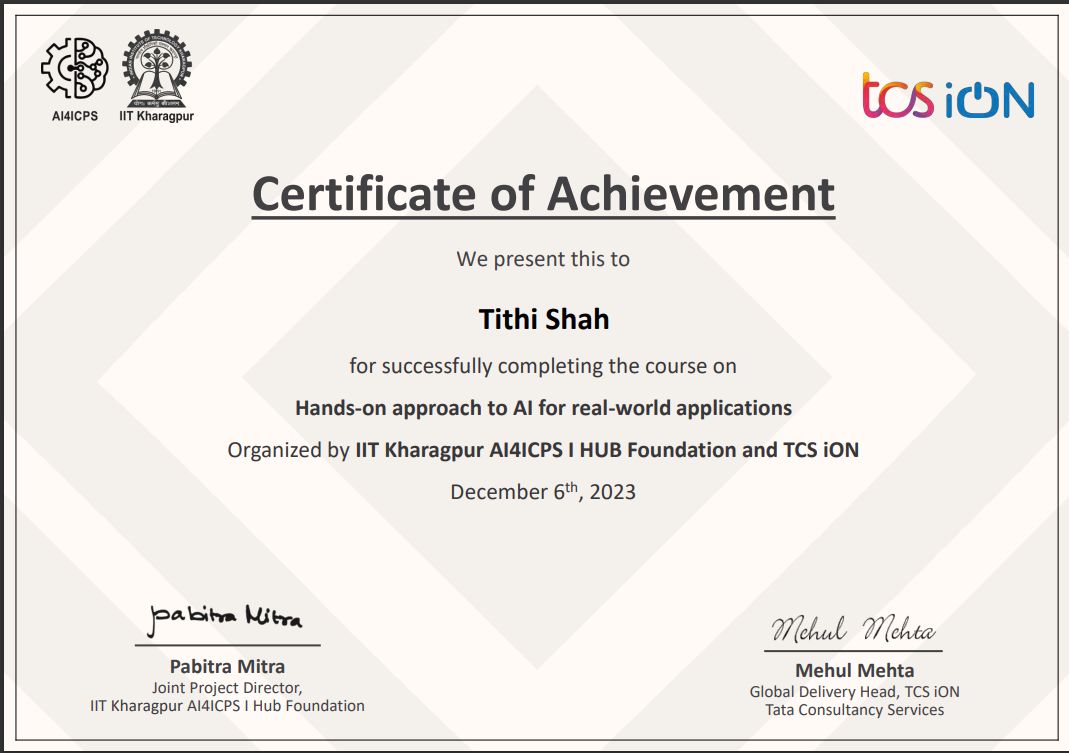 AI4ICPS
IIT Kharagpur
tcs iON
Certificate of Achievement
We present this to
Tithi Shah
for successfully completing the course on
Hands-on approach to AI for real-world applications
Organized by IIT Kharagpur AI4ICPS I HUB Foundation and TCS iON
December 6th, 2023
Pabitra Mitra
Pabitra Mitra
Joint Project Director,
IIT Kharagpur AI4ICPS I Hub Foundation
Mehul Mehta
Mehul Mehta
Global Delivery Head, TCS iON
Tata Consultancy Services